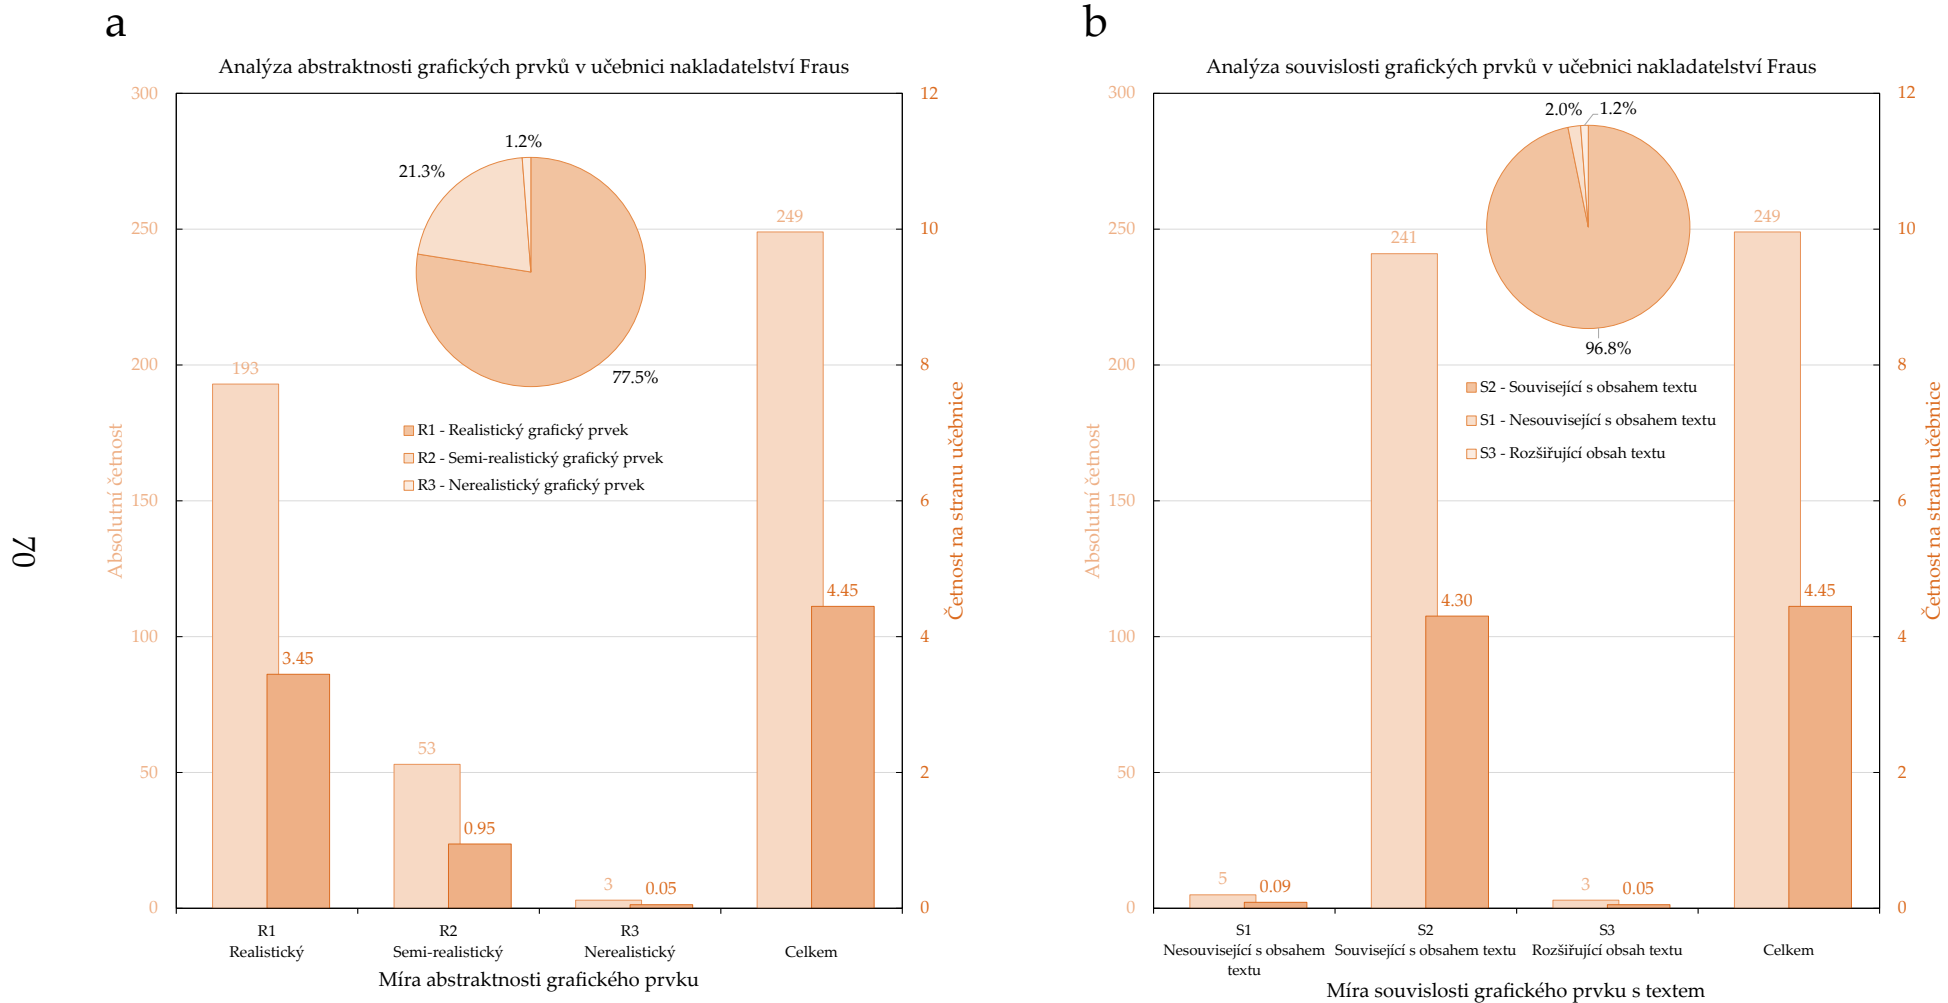 a
Analýza abstraktnosti grafických prvků v učebnici nakladatelství Fraus
300
250
200
150
100
50
0
Absolutní četnost
12
10
8
6
4
2
0
Četnost na stranu učebnice
1.2%
21.3%
77.5%
R1 - Realistický grafický prvek
R2 - Semi-realistický grafický prvek
R3 - Nerealistický grafický prvek
193
3.45
53
0.95
3
0.05
249
4.45
R1
Realistický
R2
Semi-realistický
R3
Nerealistický
Celkem
Míra abstraktnosti grafického prvku
b
Analýza souvislosti grafických prvků v učebnici nakladatelství Fraus
300
250
200
150
100
50
0
Absolutní četnost
12
10
8
6
4
2
0
Četnost na stranu učebnice
2.0%
1.2%
96.8%
S2 - Související s obsahem textu
S1 - Nesouvisející s obsahem textu
S3 - Rozšiřující obsah textu
5
0.09
241
4.30
3
0.05
249
4.45
S1
Nesouvisející s obsahem
textu
S2
Související s obsahem textu
S3
Rozšiřující obsah textu
Celkem
Míra souvislosti grafického prvku s textem
70